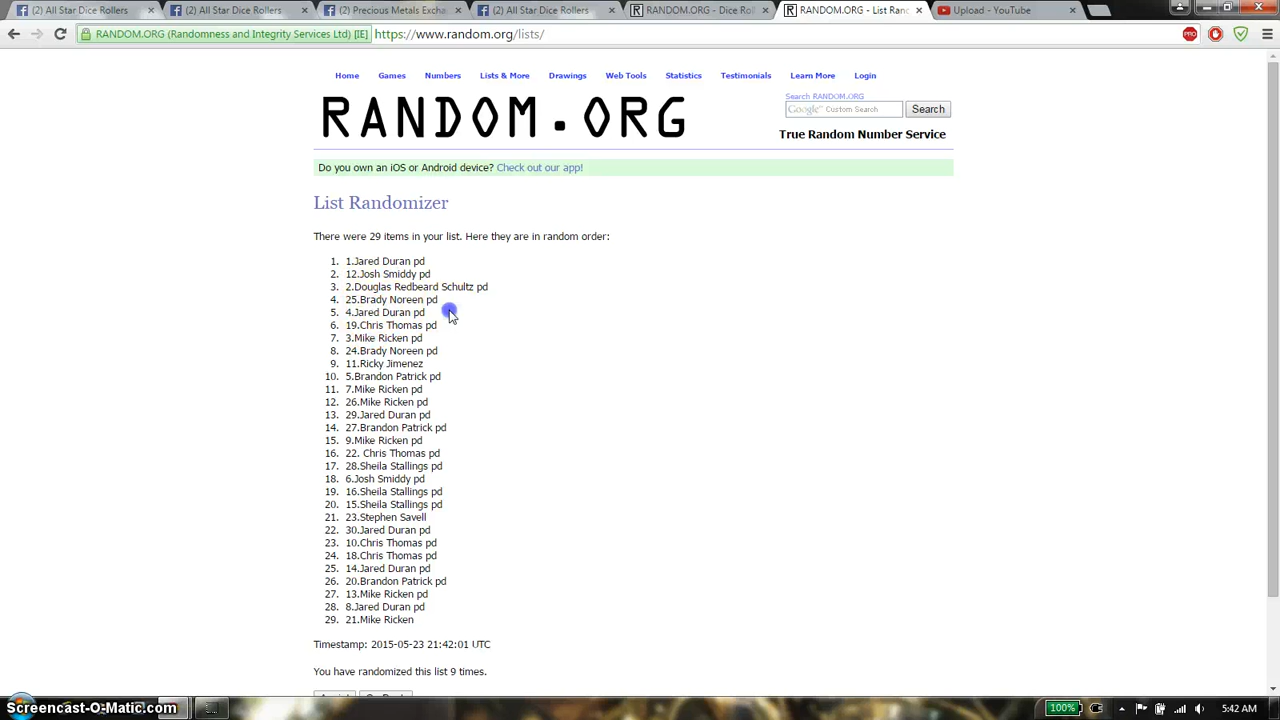 (2) All Star Dice Rollers
(2) All Star Dice Rollers
(2) Precious Metals Excha
(2) All Star Dice Rollers
RANDOM.ORG - Dice Rol
RANDOM.ORG - List Ran
Upload - YouTube
RANDOM.ORG (Randomness and Integrity Services Ltd) [IE]
https://www.random.org/lists/
PRO
Home Games Numbers Lists & More Drawings Web Tools Statistics Testimonials Learn More Login
RANDOM.ORG
Search RANDOM.ORG
Google Custom Search
Search
True Random Number Service
Do you own an iOS or Android device? Check out our app!
List Randomizer
There were 29 items in your list. Here they are in random order:
1. 1.Jared Duran pd
2. 12.Josh Smiddy pd
3. 2.Douglas Redbeard Schultz pd
4. 25.Brady Noreen pd
5. 4.Jared Duran pd
6. 19.Chris Thomas pd
7. 3.Mike Ricken pd
8. 24.Brady Noreen pd
9. 11.Ricky Jimenez
10. 5.Brandon Patrick pd
11. 7.Mike Ricken pd
12. 26.Mike Ricken pd
13. 29.Jared Duran pd
14. 27.Brandon Patrick pd
15. 9.Mike Ricken pd
16. 22. Chris Thomas pd
17. 28.Sheila Stallings pd
18. 6.Josh Smiddy pd
19. 16.Sheila Stallings pd
20. 15.Sheila Stallings pd
21. 23.Stephen Savell
22. 30.Jared Duran pd
23. 10.Chris Thomas pd
24. 18.Chris Thomas pd
25. 14.Jared Duran pd
26. 20.Brandon Patrick pd
27. 13.Mike Ricken pd
28. 8.Jared Duran pd
29. 21.Mike Ricken
Timestamp: 2015-05-23 21:42:01 UTC
You have randomized this list 9 times.
Screencast-O-Matic.com
100%
5:42 AM